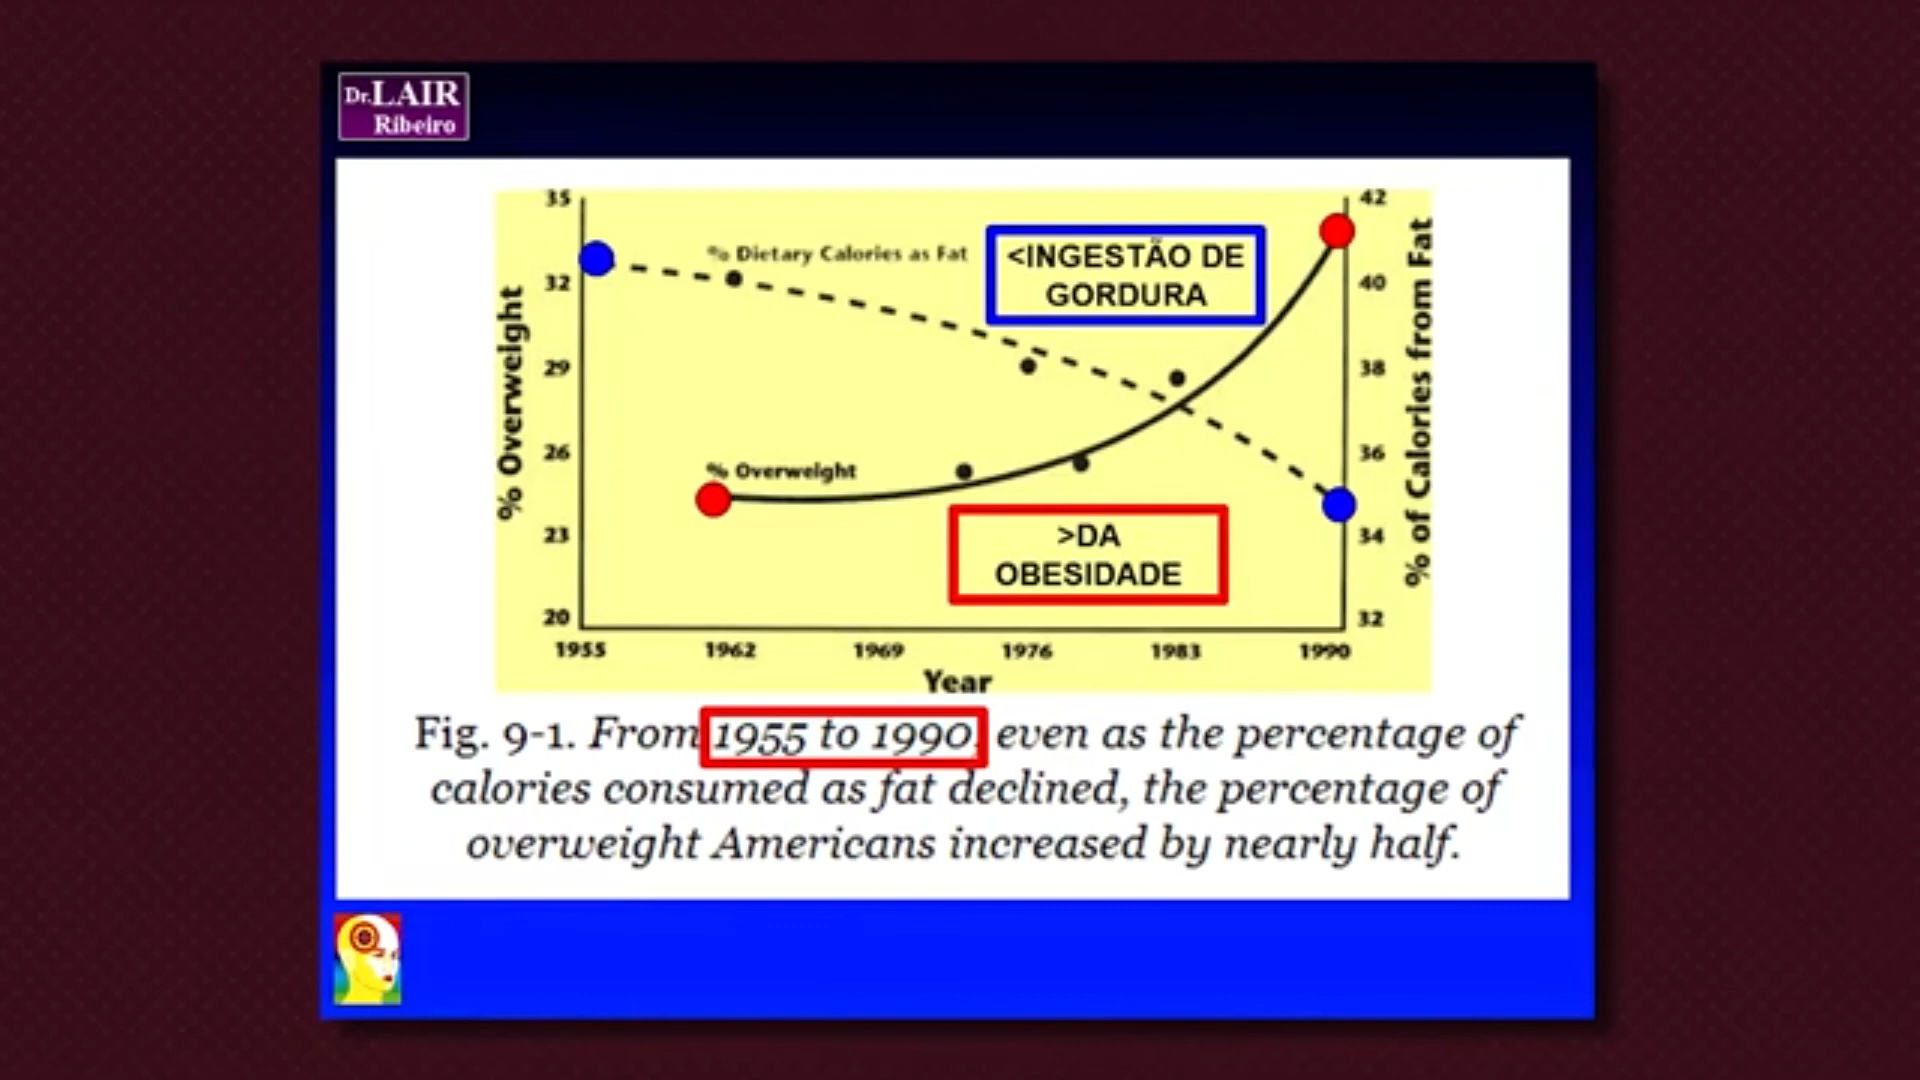 Dr. LAIR
Ribeiro
35
42
% Dietary Calories as Fat
<INGESTÃO DE
GORDURA
32
40
29
38
26
36
% Overweight
% Overweight
% of Calories from Fat
>DA
OBESIDADE
23
34
20
32
1955 1962 1969 1976 1983 1990
Year
Fig. 9-1. From 1955 to 1990, even as the percentage of
calories consumed as fat declined, the percentage of
overweight Americans increased by nearly half.